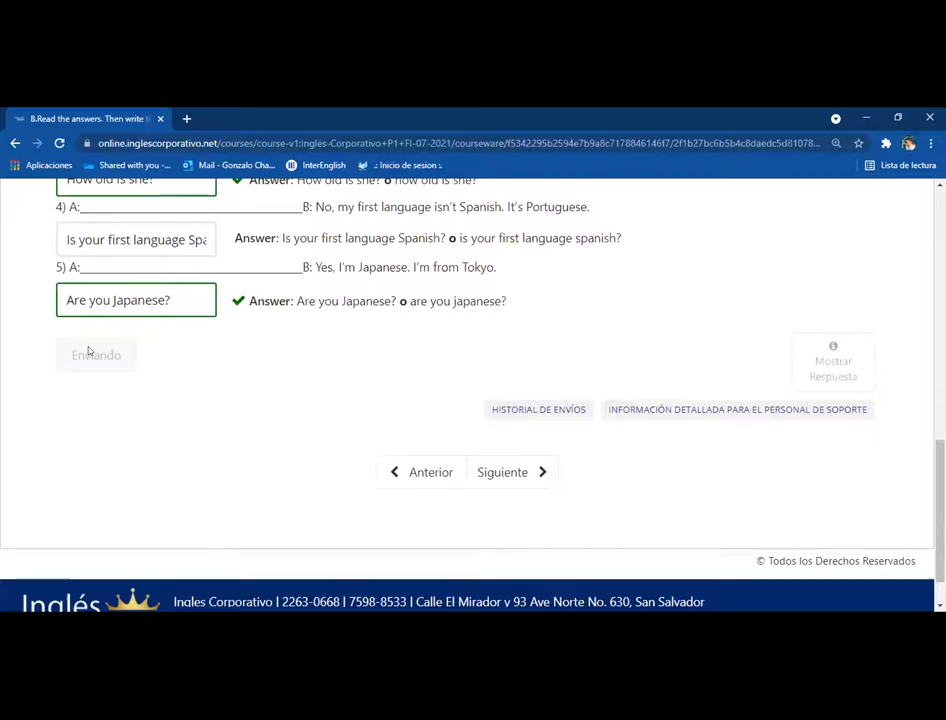 B.Read the answers. Then write t
online.inglescorporativo.net/courses/course-v1:Ingles-Corporativo+P1+FI-07-2021/courseware/f5342295b2594e7b9a8c717884646f7/2f1b27bc6b5b4c8daedc5d81078...
Aplicaciones Shared with you -... Mail - Gonzalo Cha... InterEnglish .: Inicio de sesion :. Lista de lectura
How old is she? Answer: How old is she? o how old is she?
4) A:________________________________B: No, my first language isn't Spanish. It's Portuguese.
Is your first language Spa Answer: Is your first language Spanish? o is your first language spanish?
5) A:________________________________B: Yes, I'm Japanese. I'm from Tokyo.
Are you Japanese? Answer: Are you Japanese? o are you japanese?
Enviando
Mostrar
Respuesta
HISTORIAL DE ENVÍOS INFORMACIÓN DETALLADA PARA EL PERSONAL DE SOPORTE
Anterior Siguiente
© Todos los Derechos Reservados
Inglés Ingles Corporativo | 2263-0668 | 7598-8533 | Calle El Mirador y 93 Ave Norte No. 630, San Salvador